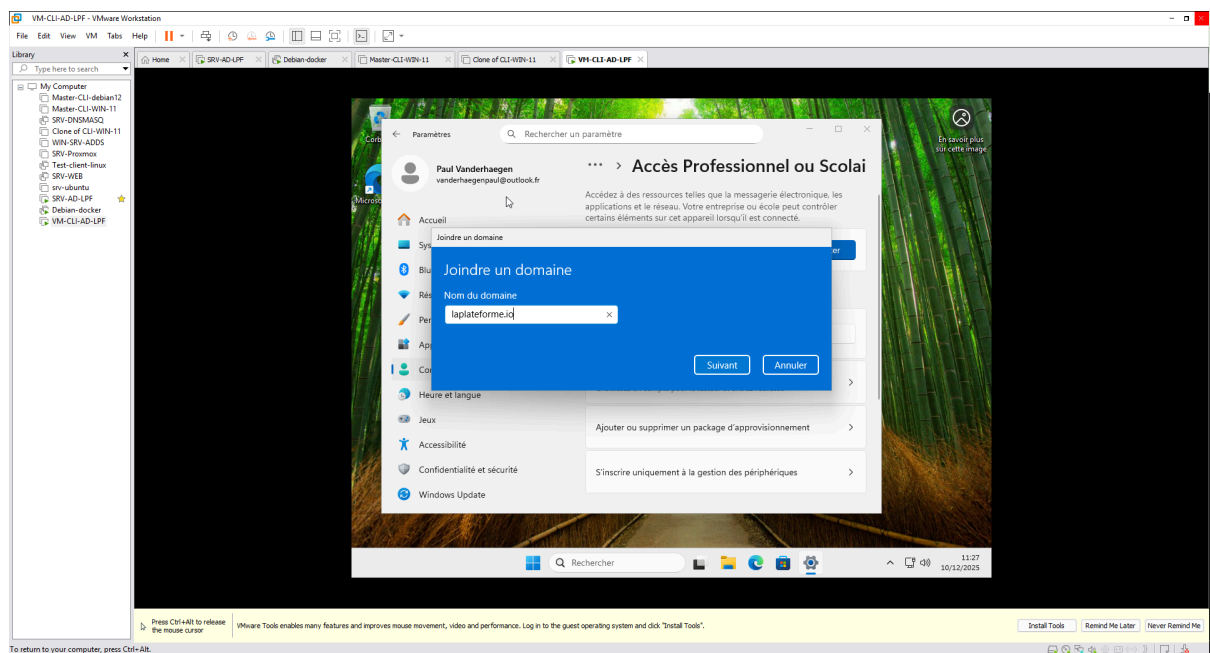 VM-CLI-AD-LPF - VMware Workstation
File Edit View VM Tabs Help
Library
Type here to search
My Computer
Master-CLI-debian12
Master-CLI-WIN-11
SRV-DNSMASQ
Clone of CLI-WIN-11
WIN-SRV-ADDS
SRV-Proxmox
Test-client-linux
SRV-WEB
srv-ubuntu
SRV-AD-LPF
Debian-docker
VM-CLI-AD-LPF
Home SRV-AD-LPF Debian-docker Master-CLI-WIN-11 Clone of CLI-WIN-11 VM-CLI-AD-LPF
Corb
Microso
En savoir plus
sur cette image
Paramètres
Rechercher un paramètre
Paul Vanderhaegen
vanderhaegenpaul@outlook.fr
··· > Accès Professionnel ou Scolai
Accédez à des ressources telles que la messagerie électronique, les
applications et le réseau. Votre entreprise ou école peut contrôler
certains éléments sur cet appareil lorsqu'il est connecté.
Accueil
Sys
Blu
Rés
Per
App
Co
Heure et langue
Jeux
Accessibilité
Confidentialité et sécurité
Windows Update
er
Joindre un domaine
Joindre un domaine
Nom du domaine
laplateforme.io
Suivant Annuler
Ajouter ou supprimer un package d'approvisionnement
S'inscrire uniquement à la gestion des périphériques
Rechercher
11:27
10/12/2025
Press Ctrl+Alt to release
the mouse cursor
VMware Tools enables many features and improves mouse movement, video and performance. Log in to the guest operating system and click "Install Tools".
Install Tools Remind Me Later Never Remind Me
To return to your computer, press Ctrl+Alt.